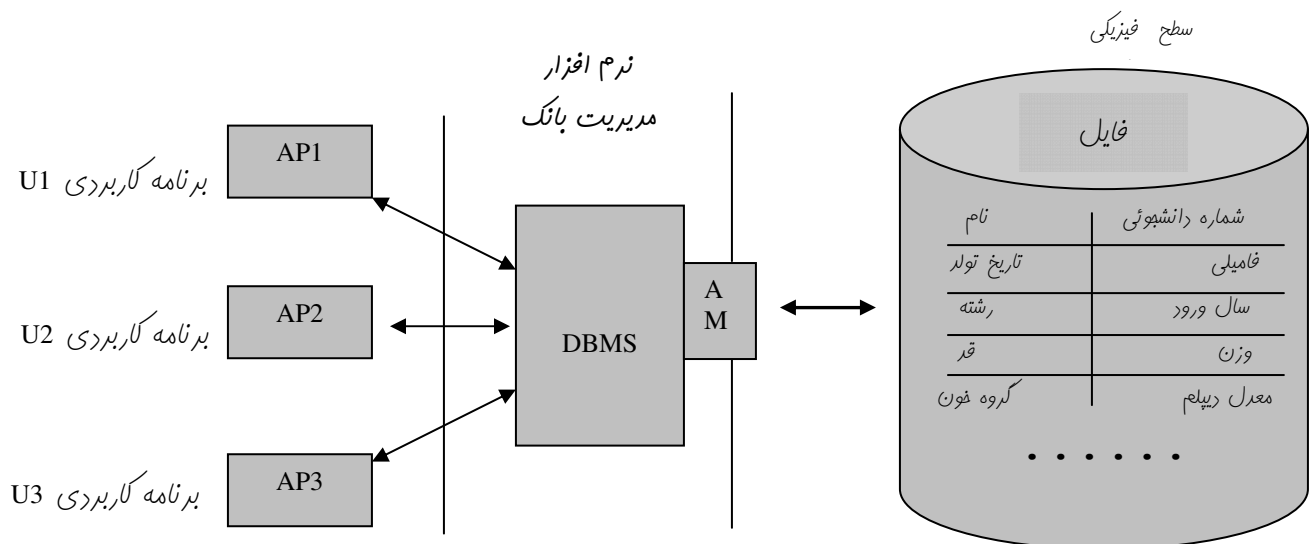 سطح فیزیکی
نرم افزار
مدیریت بانک
فایل
AP1
برنامه کاربردی U1
AP2
برنامه کاربردی U2
AP3
برنامه کاربردی U3
DBMS
A
M
شماره دانشجوئی نام
فامیلی تاریخ تولد
سال ورود رشته
وزن قد
معدل دیپلم گروه خون
. . . . . .